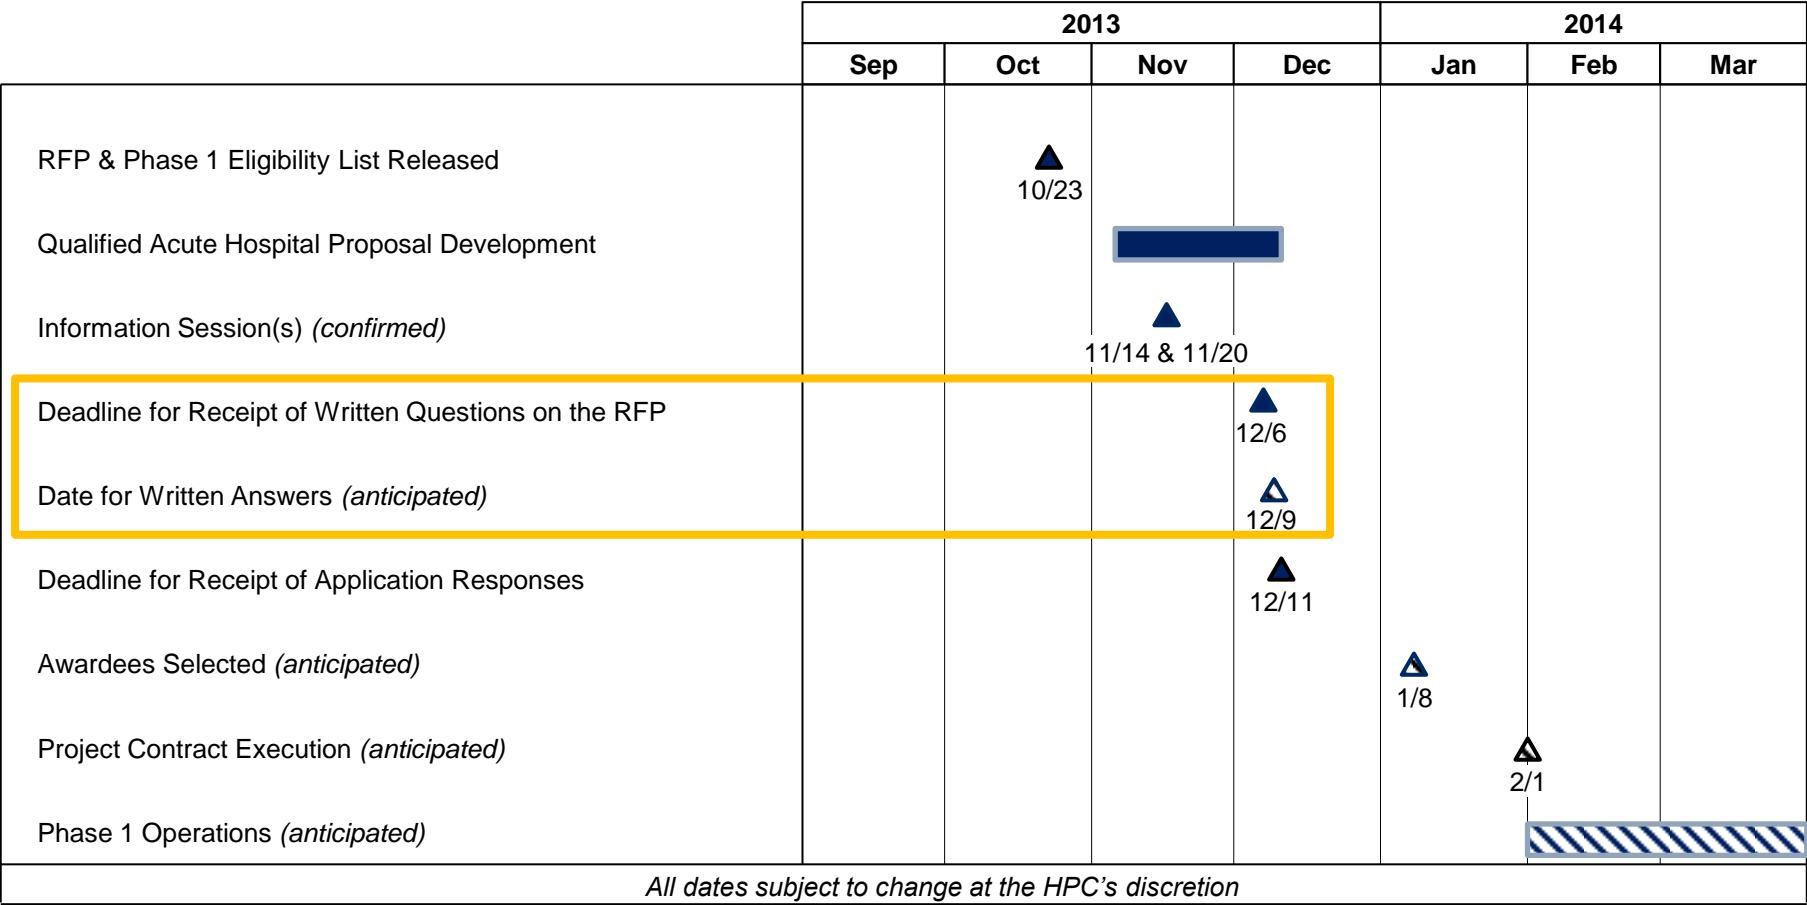 2013 2014
Sep Oct Nov Dec Jan Feb Mar
RFP & Phase 1 Eligibility List Released
10/23
Qualified Acute Hospital Proposal Development
Information Session(s) (confirmed)
11/14 & 11/20
Deadline for Receipt of Written Questions on the RFP
12/6
Date for Written Answers (anticipated)
12/9
Deadline for Receipt of Application Responses
12/11
Awardees Selected (anticipated)
1/8
Project Contract Execution (anticipated)
2/1
Phase 1 Operations (anticipated)
All dates subject to change at the HPC’s discretion